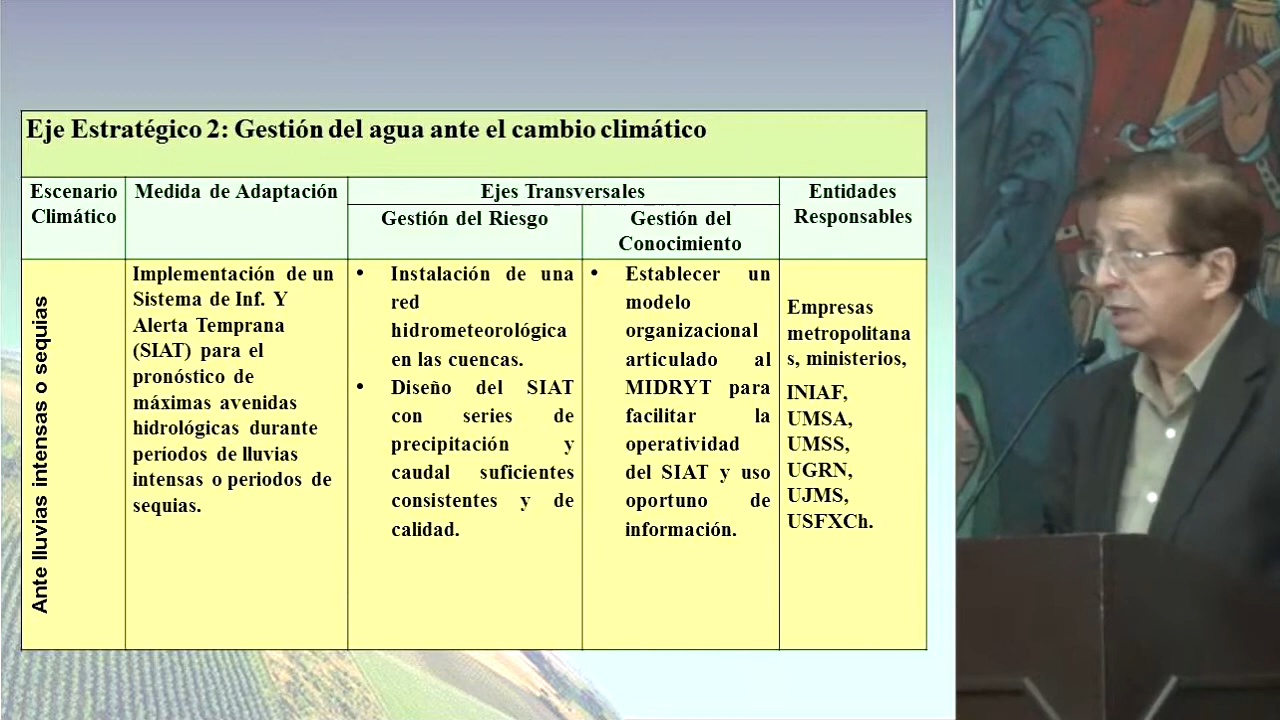 Eje Estratégico 2: Gestión del agua ante el cambio climático
Escenario
Climático
Medida de Adaptación
Ejes Transversales
Gestión del Riesgo
Gestión del
Conocimiento
Entidades
Responsables
Ante lluvias intensas o sequias
Implementación de un
Sistema de Inf. Y
Alerta Temprana
(SIAT) para el
pronóstico de
máximas avenidas
hidrológicas durante
períodos de lluvias
intensas o periodos de
sequias.
• Instalación de una
red
hidrometeorológica
en las cuencas.
• Diseño del SIAT
con series de
precipitación y
caudal suficientes
consistentes y de
calidad.
• Establecer un
modelo
organizacional
articulado al
MIDRYT para
facilitar la
operatividad
del SIAT y uso
oportuno de
información.
Empresas
metropolitana
s, ministerios,
INIAF,
UMSA,
UMSS,
UGRN,
UJMS,
USFXCh.